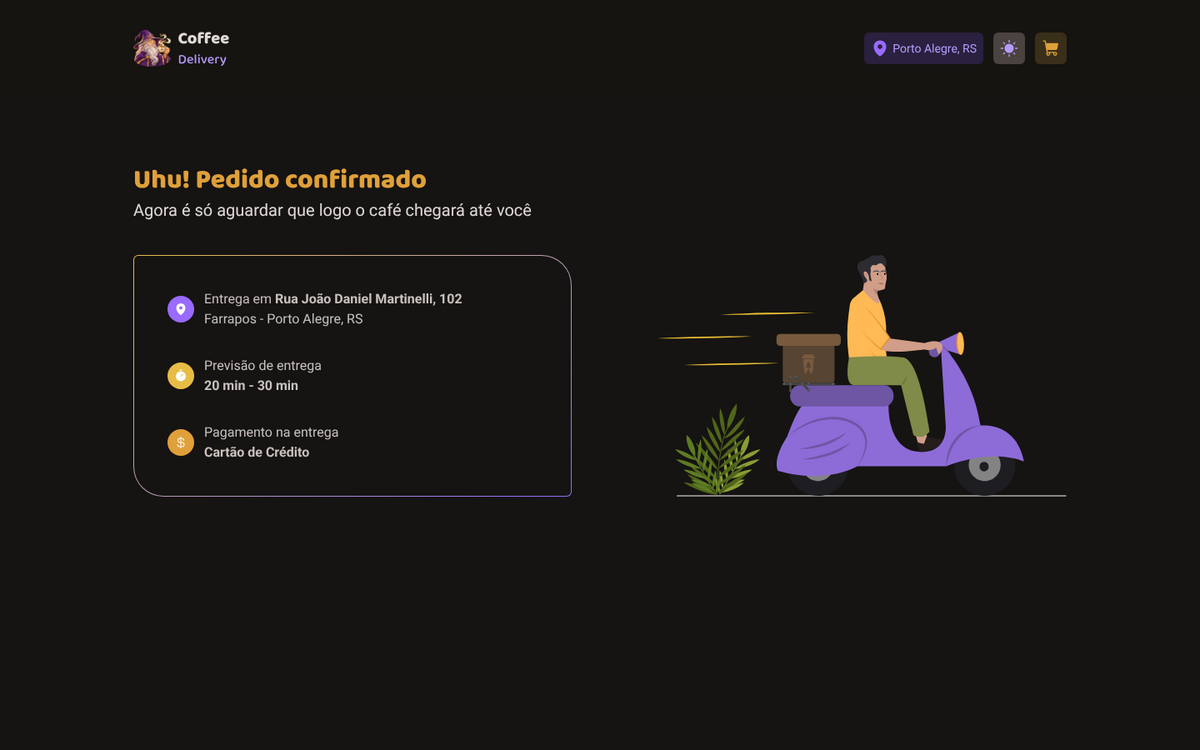 Coffee
Delivery
Porto Alegre, RS
Uhu! Pedido confirmado
Agora é só aguardar que logo o café chegará até você
Entrega em Rua João Daniel Martinelli, 102
Farrapos - Porto Alegre, RS
Previsão de entrega
20 min - 30 min
Pagamento na entrega
Cartão de Crédito